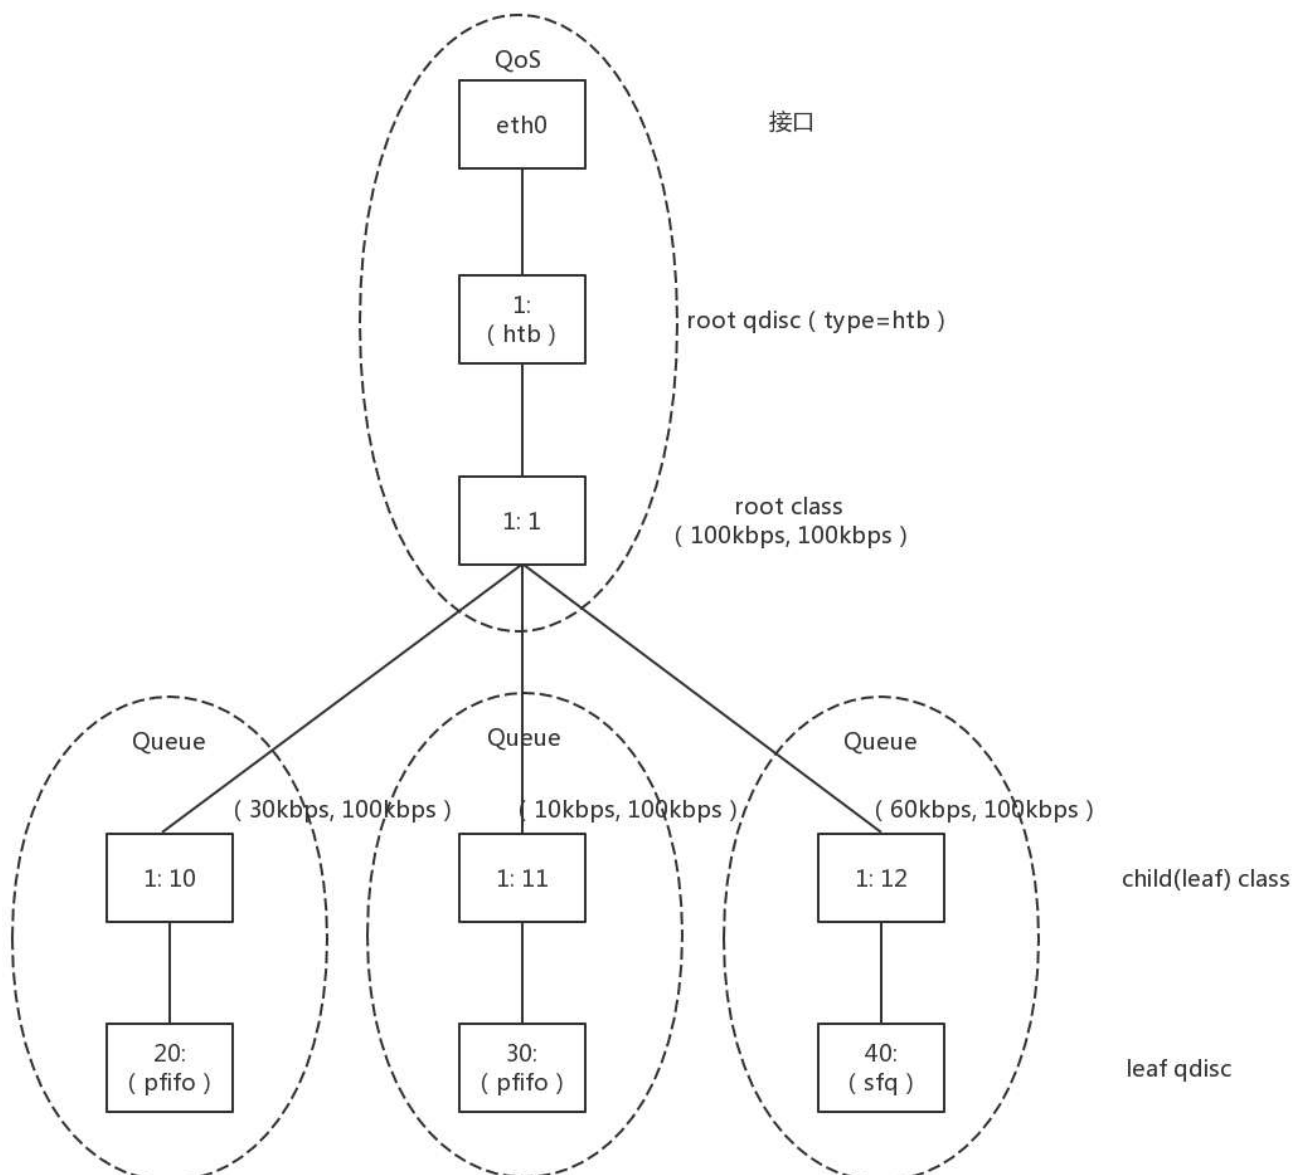 QoS
eth0
接口
1:
( htb )
root qdisc ( type=htb )
1: 1
root class
( 100kbps, 100kbps )
Queue
Queue
Queue
( 30kbps, 100kbps )
( 10kbps, 100kbps )
( 60kbps, 100kbps )
1: 10
1: 11
1: 12
child(leaf) class
20:
( pfifo )
30:
( pfifo )
40:
( sfq )
leaf qdisc